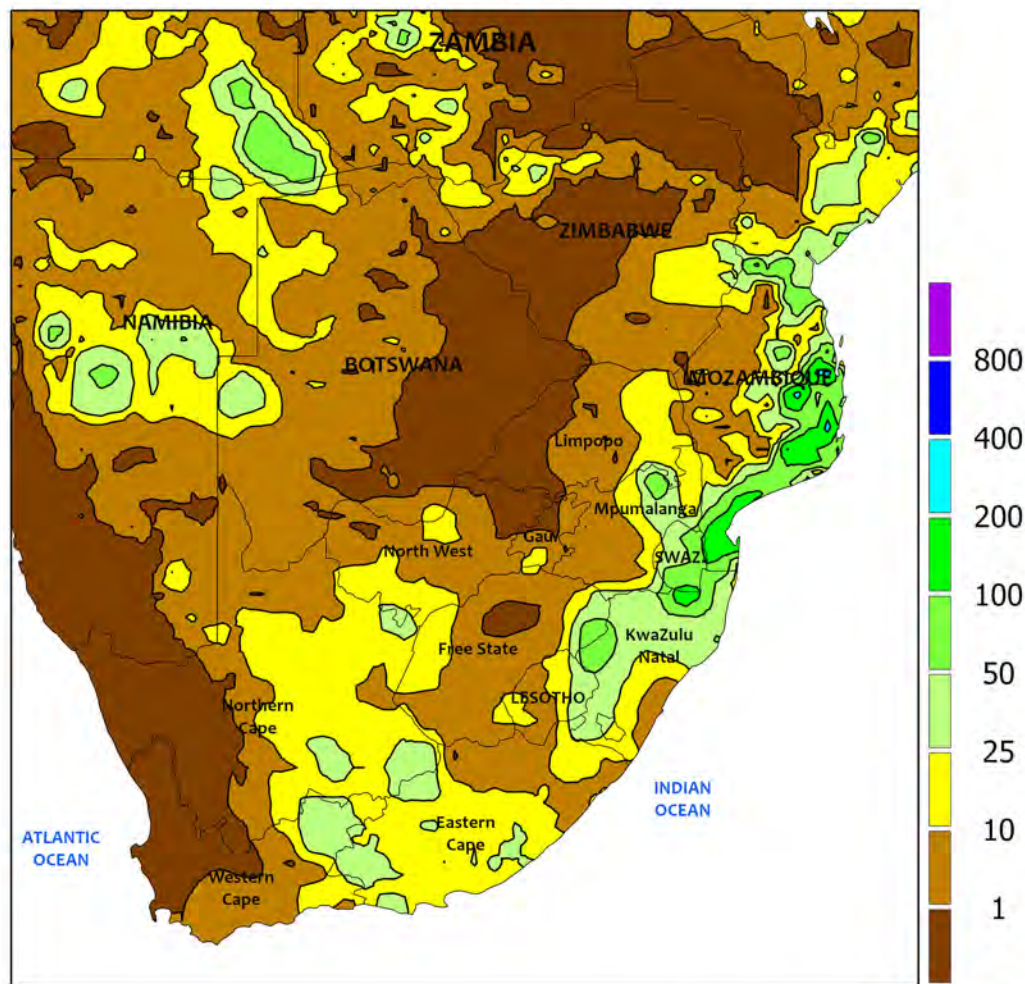 ZAMBIA
ZIMBABWE
NAMIBIA
BOTSWANA
MOZAMBIQUE
800
400
200
100
50
25
10
1
Limpopo
Mpumalanga
North West
Gau
SWAZI
Free State
KwaZulu
Natal
LESOTHO
Northern
Cape
INDIAN
OCEAN
Eastern
Cape
ATLANTIC
OCEAN
Western
Cape